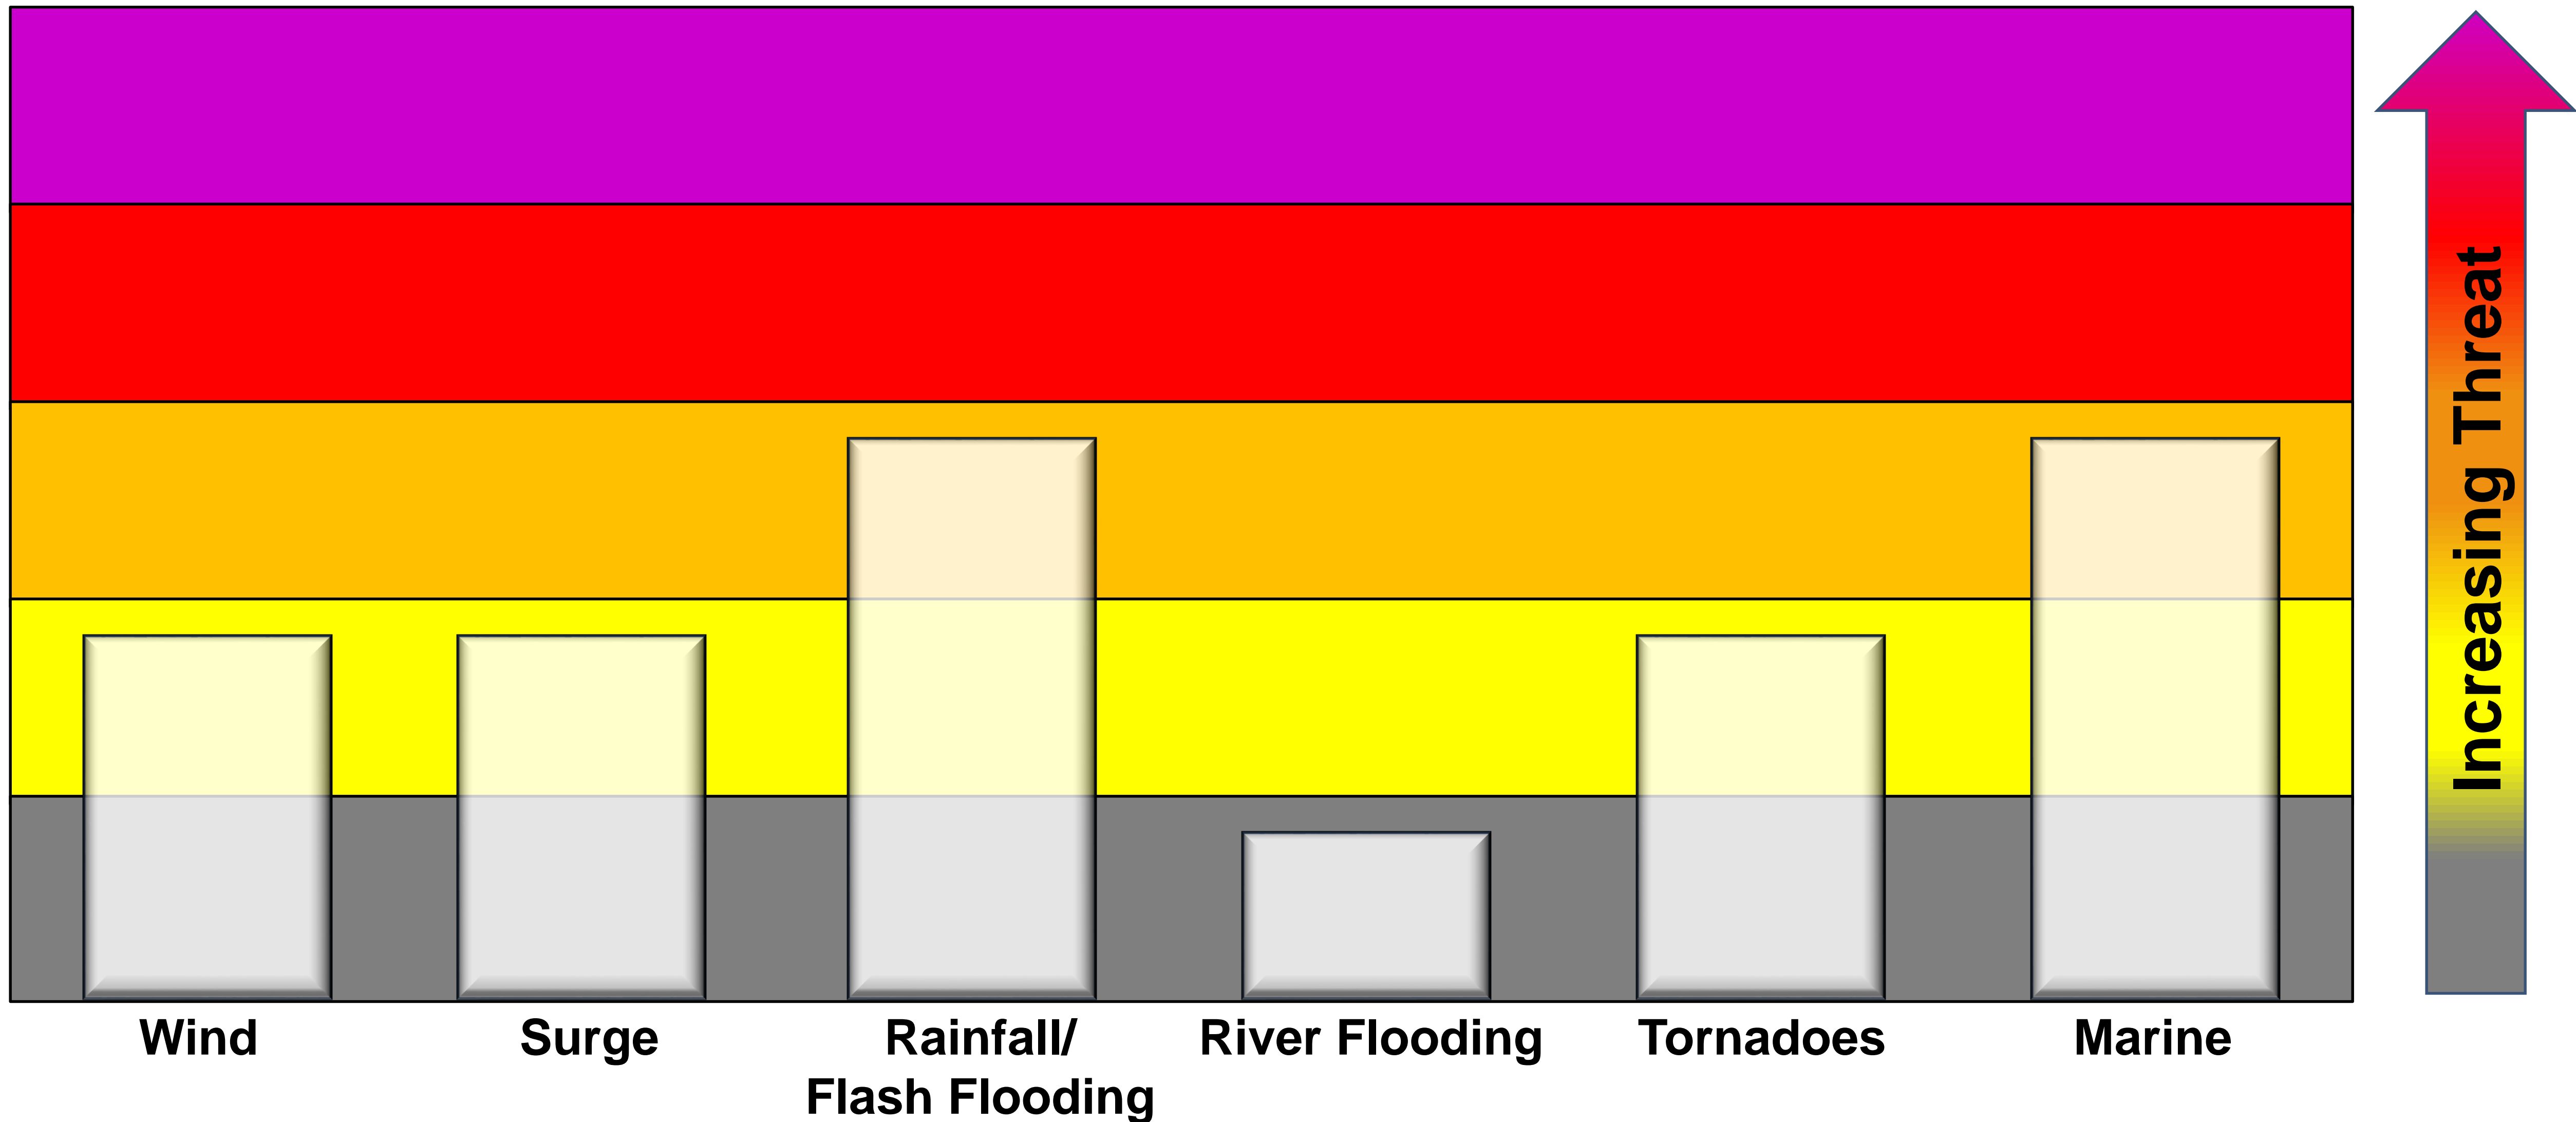 Wind
Surge
Rainfall/
Flash Flooding
River Flooding
Tornadoes
Marine
Increasing Threat